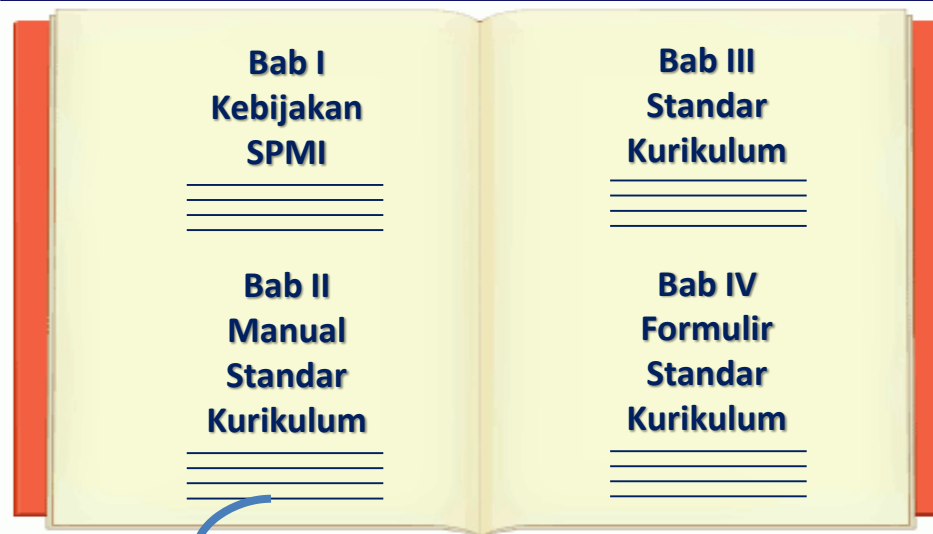 Bab I
Kebijakan
SPMI
Bab II
Manual
Standar
Kurikulum
Bab III
Standar
Kurikulum
Bab IV
Formulir
Standar
Kurikulum